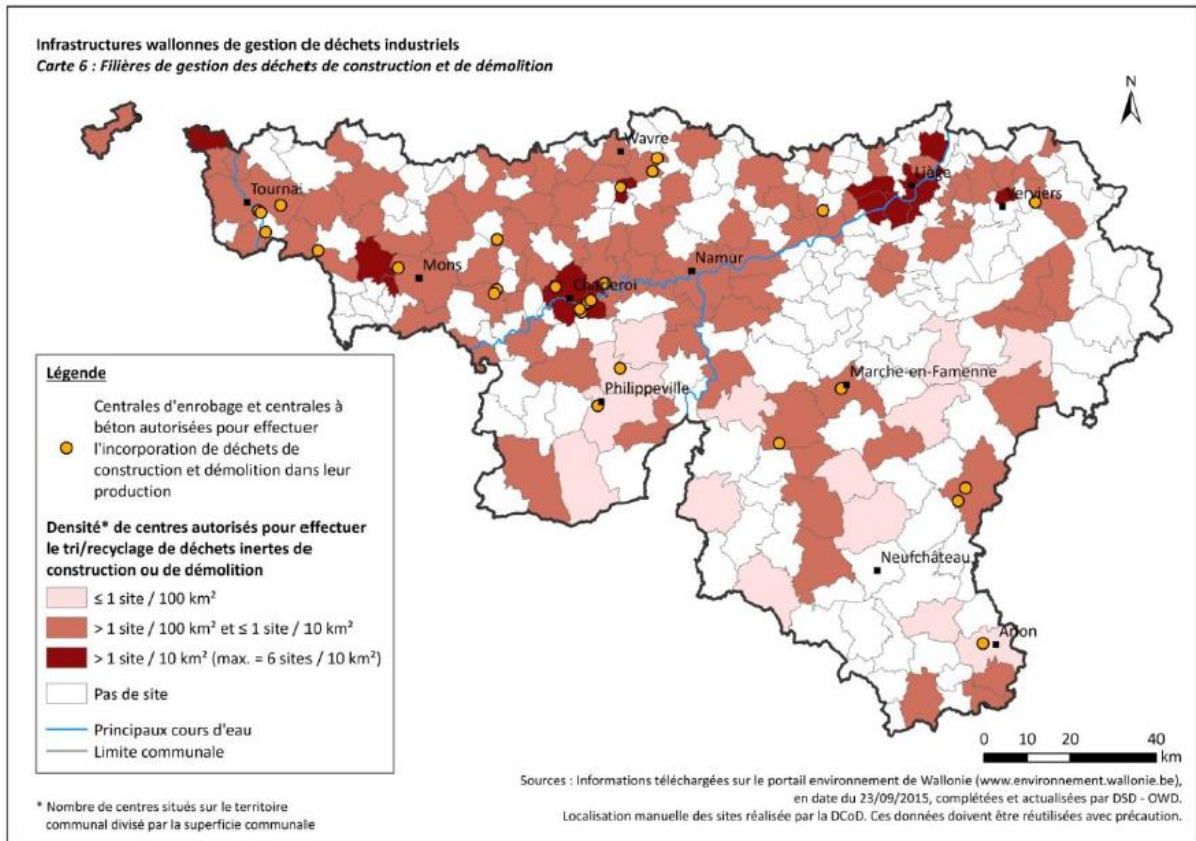 Infrastructures wallonnes de gestion de déchets industriels
Carte 6 : Filières de gestion des déchets de construction et de démolition
N
Wavre
Liège
Tournai
Verviers
Mons
Namur
Charleroi
Marche-en-Famenne
Philippeville
Neufchâteau
Arlon
Légende
Centrales d'enrobage et centrales à
béton autorisées pour effectuer
l'incorporation de déchets de
construction et démolition dans leur
production
Densité* de centres autorisés pour effectuer
le tri/recyclage de déchets inertes de
construction ou de démolition
≤ 1 site / 100 km²
> 1 site / 100 km² et ≤ 1 site / 10 km²
> 1 site / 10 km² (max. = 6 sites / 10 km²)
Pas de site
Principaux cours d'eau
Limite communale
0 10 20 40
km
* Nombre de centres situés sur le territoire
communal divisé par la superficie communale
Sources : Informations téléchargées sur le portail environnement de Wallonie (www.environnement.wallonie.be),
en date du 23/09/2015, complétées et actualisées par DSD - OWD.
Localisation manuelle des sites réalisée par la DCoD. Ces données doivent être réutilisées avec précaution.